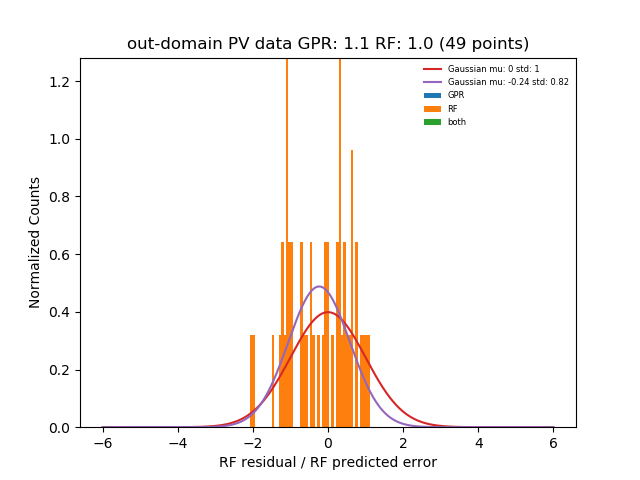 out-domain PV data GPR: 1.1 RF: 1.0 (49 points)
Gaussian mu: 0 std: 1
Gaussian mu: -0.24 std: 0.82
GPR
RF
both
Normalized Counts
1.2
1.0
0.8
0.6
0.4
0.2
0.0
−6 −4 −2 0 2 4 6
RF residual / RF predicted error